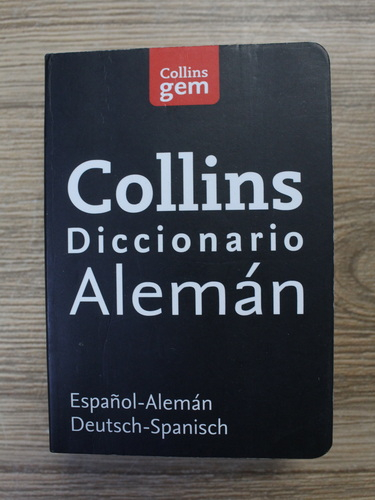 Collins
gem
Collins
Diccionario
Alemán
Español-Alemán
Deutsch-Spanisch